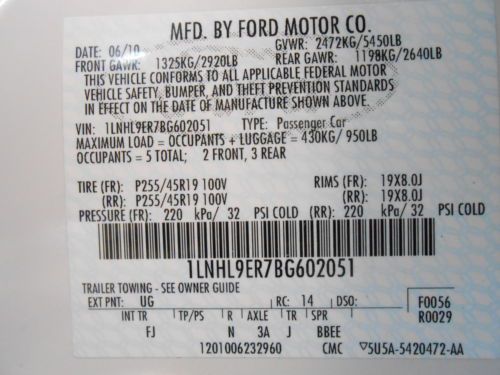 MFD. BY FORD MOTOR CO.
DATE: 06/10 GVWR: 2472KG/5450LB
FRONT GAWR: 1325KG/2920LB REAR GAWR: 1198KG/2640LB
THIS VEHICLE CONFORMS TO ALL APPLICABLE FEDERAL MOTOR
VEHICLE SAFETY, BUMPER, AND THEFT PREVENTION STANDARDS
IN EFFECT ON THE DATE OF MANUFACTURE SHOWN ABOVE.
VIN: 1LNHL9ER7BG602051 TYPE: Passenger Car
MAXIMUM LOAD = OCCUPANTS + LUGGAGE = 430KG/ 950LB
OCCUPANTS = 5 TOTAL; 2 FRONT, 3 REAR
TIRE (FR): P255/45R19 100V RIMS (FR): 19X8.0J
(RR): P255/45R19 100V (RR): 19X8.0J
PRESSURE (FR): 220 kPa/ 32 PSI COLD (RR): 220 kPa/ 32 PSI COLD
1LNHL9ER7BG602051
TRAILER TOWING - SEE OWNER GUIDE
EXT PNT: UG RC: 14 DSO: F0056
INT TR TP/PS R AXLE TR SPR R0029
FJ N 3A J BBEE
1201006232960 CMC ▽5U5A-5420472-AA